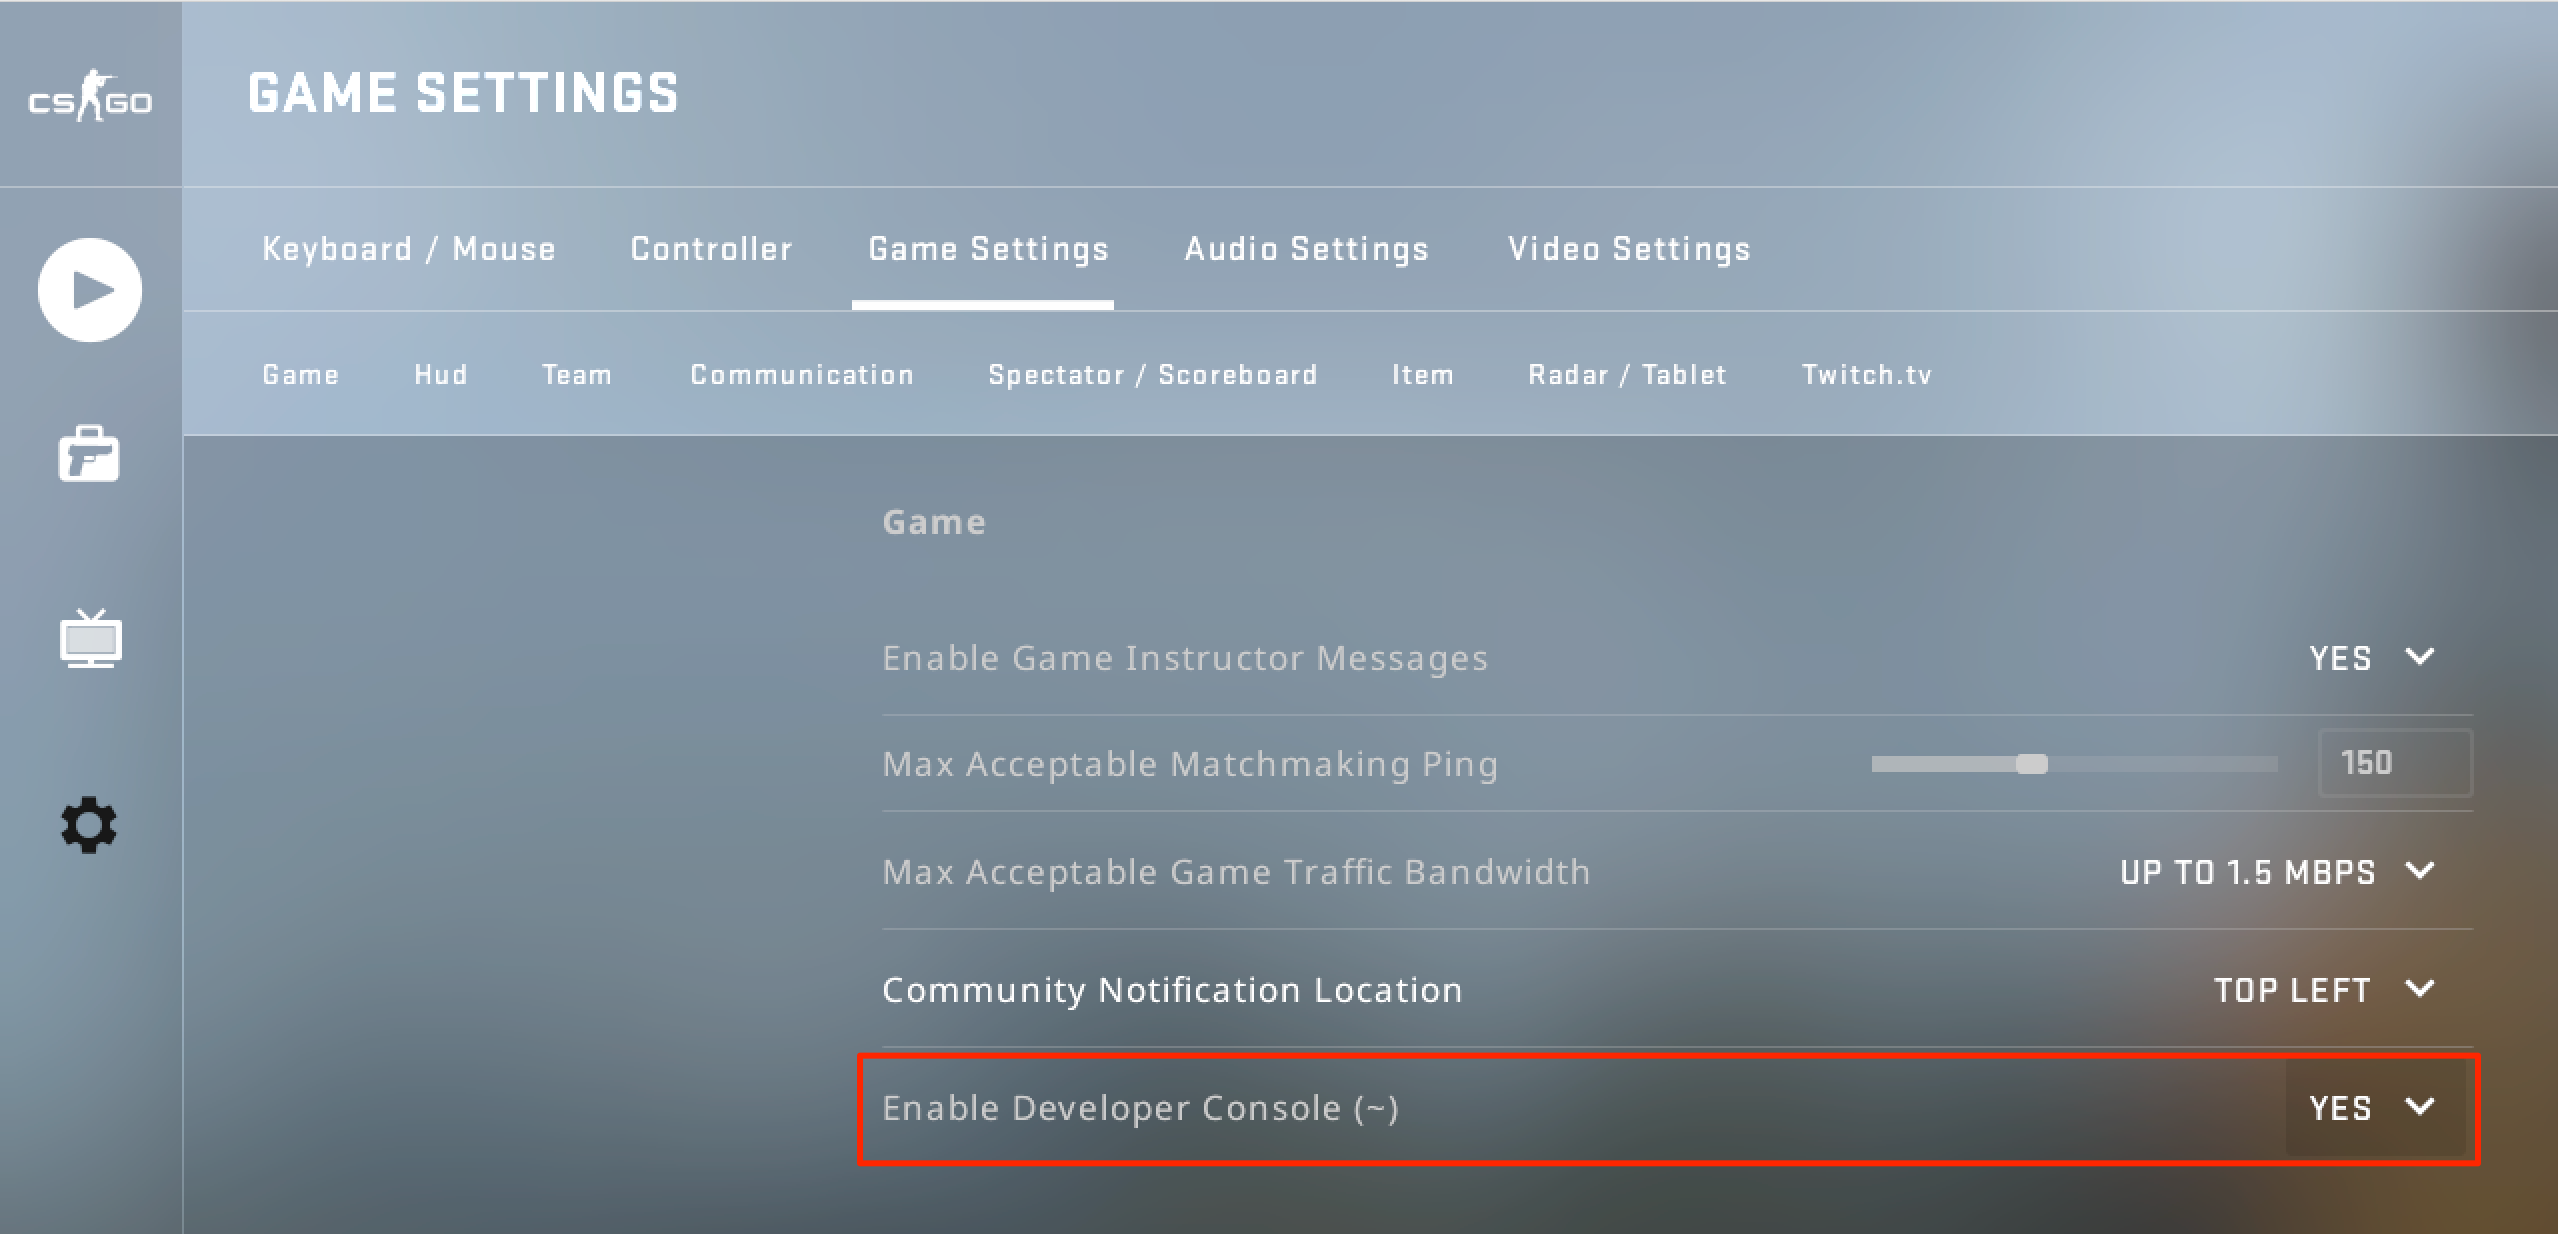 CS GO
GAME SETTINGS
Keyboard / Mouse Controller Game Settings Audio Settings Video Settings
Game Hud Team Communication Spectator / Scoreboard Item Radar / Tablet Twitch.tv
Game
Enable Game Instructor Messages YES
Max Acceptable Matchmaking Ping 150
Max Acceptable Game Traffic Bandwidth UP TO 1.5 MBPS
Community Notification Location TOP LEFT
Enable Developer Console (~) YES